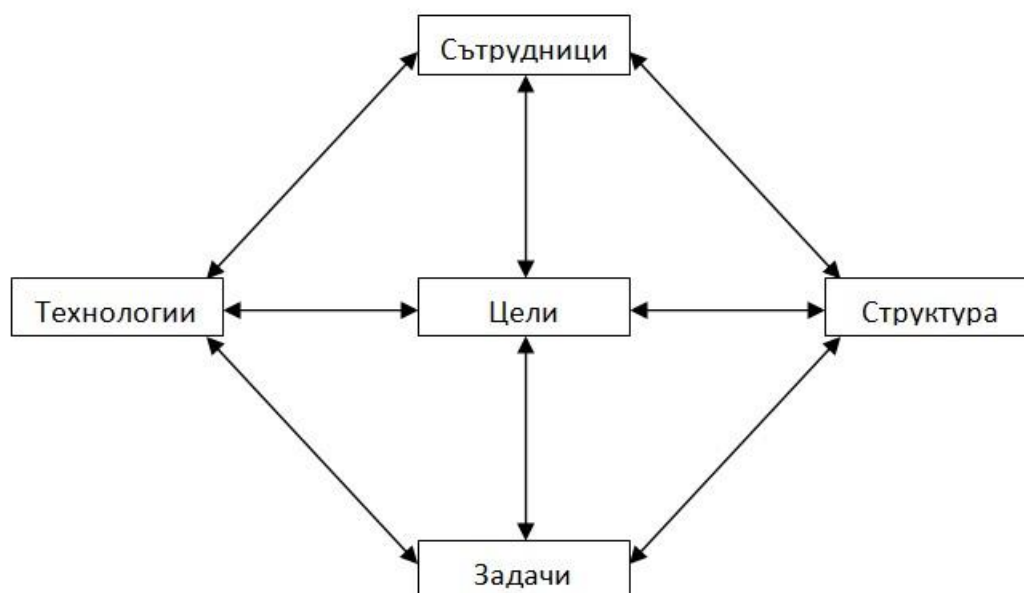 Сътрудници
Технологии
Цели
Структура
Задачи